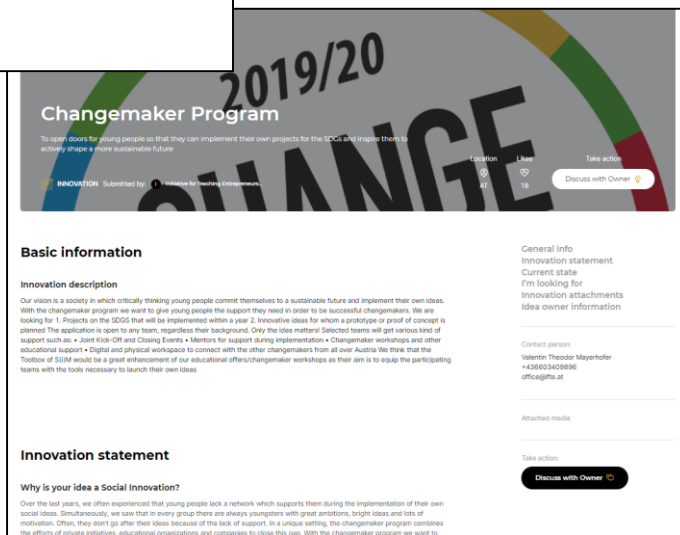 2019/20
CHANGE
Changemaker Program
To open doors for young people so that they can implement their own projects for the SDGs and inspire them to
actively shape a more sustainable future
INNOVATION Submitted by: I Initiative for Teaching Entrepreneurs...
Location Likes Take action
AT 18 Discuss with Owner
Basic information
Innovation description
Our vision is a society in which critically thinking young people commit themselves to a sustainable future and implement their own ideas.
With the changemaker program we want to give young people the support they need in order to be successful changemakers. We are
looking for 1. Projects on the SDGS that will be implemented within a year 2. Innovative ideas for whom a prototype or proof of concept is
planned The application is open to any team, regardless their background. Only the idea matters! Selected teams will get various kind of
support such as: • Joint Kick-Off and Closing Events • Mentors for support during implementation • Changemaker workshops and other
educational support • Digital and physical workspace to connect with the other changemakers from all over Austria We think that the
Toolbox of S(I)M would be a great enhancement of our educational offers/changemaker workshops as their aim is to equip the participating
teams with the tools necessary to launch their own ideas
Innovation statement
Why is your idea a Social Innovation?
Over the last years, we often experienced that young people lack a network which supports them during the implementation of their own
social ideas. Simultaneously, we saw that in every group there are always youngsters with great ambitions, bright ideas and lots of
motivation. Often, they don't go after their ideas because of the lack of support. In a unique setting, the changemaker program combines
the efforts of private initiatives, educational organizations and companies to close this gap. With the changemaker program we want to
General info
Innovation statement
Current state
I'm looking for
Innovation attachments
Idea owner information
Contact person:
Valentin Theodor Mayerhofer
+436603409896
office@ifte.at
Attached media
Take action:
Discuss with Owner